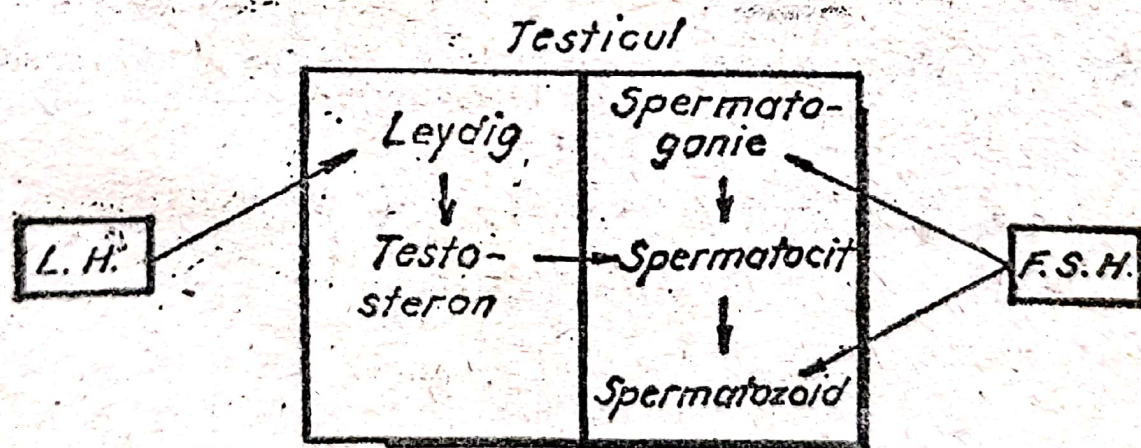 Testicul
Leydig
Testo-
steron
Spermato-
gonie
Spermatocit
Spermatozoid
L. H.
F. S. H.